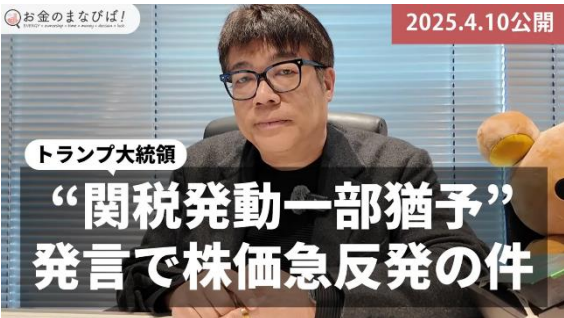 お金のまなびば！
2025.4.10公開
トランプ大統領
“関税発動一部猶予”
発言で株価急反発の件